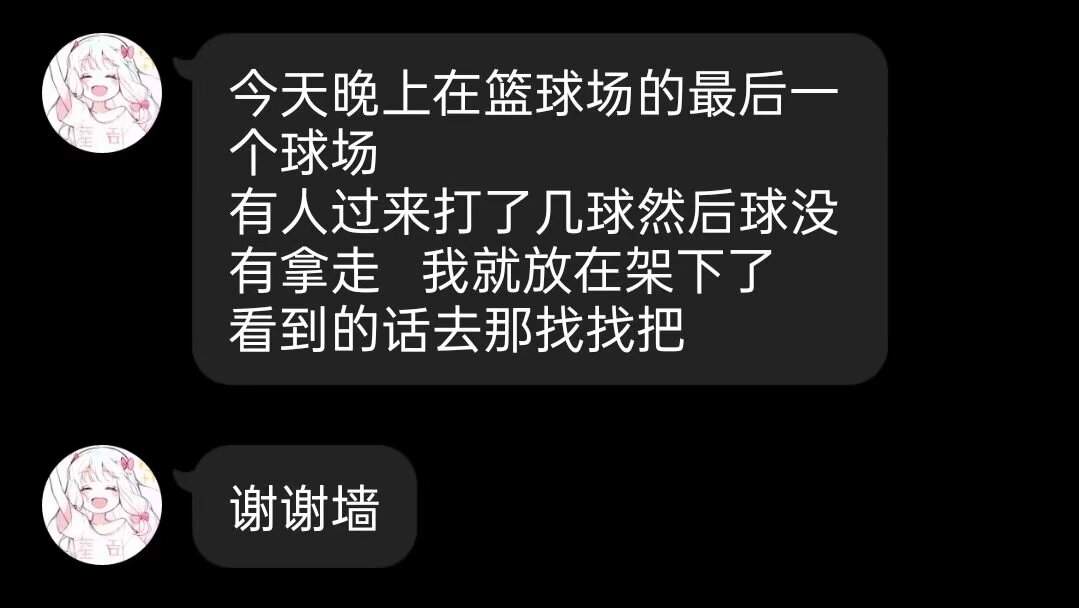 今天晚上在篮球场的最后一
个球场
有人过来打了几球然后球没
有拿走   我就放在架下了
看到的话去那找找把
谢谢墙